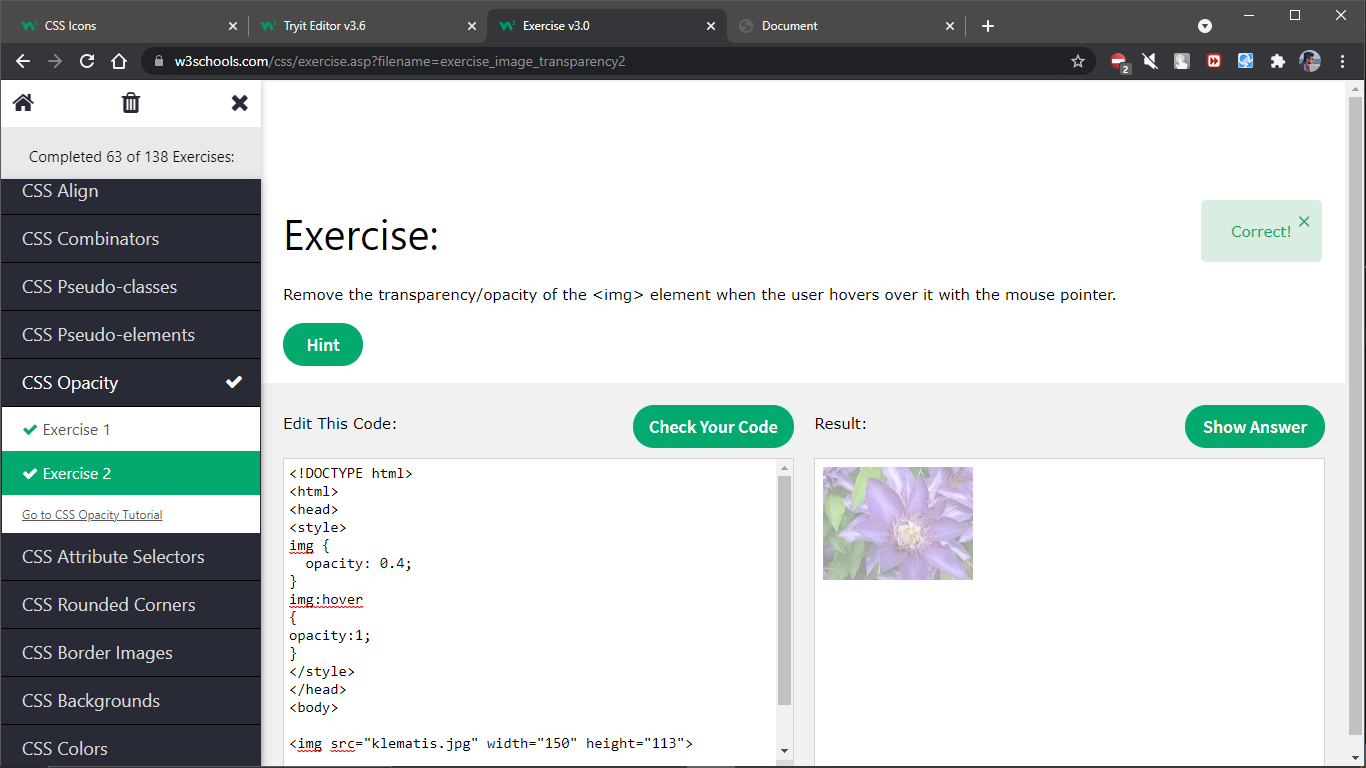 CSS Icons
Tryit Editor v3.6
Exercise v3.0
Document
w3schools.com/css/exercise.asp?filename=exercise_image_transparency2
2
Completed 63 of 138 Exercises:
CSS Align
CSS Combinators
CSS Pseudo-classes
CSS Pseudo-elements
CSS Opacity
Exercise 1
Exercise 2
Go to CSS Opacity Tutorial
CSS Attribute Selectors
CSS Rounded Corners
CSS Border Images
CSS Backgrounds
CSS Colors
Exercise:
Correct!
Remove the transparency/opacity of the <img> element when the user hovers over it with the mouse pointer.
Hint
Edit This Code:
Check Your Code
<!DOCTYPE html>
<html>
<head>
<style>
img {
  opacity: 0.4;
}
img:hover
{
opacity:1;
}
</style>
</head>
<body>

<img src="klematis.jpg" width="150" height="113">
Result:
Show Answer